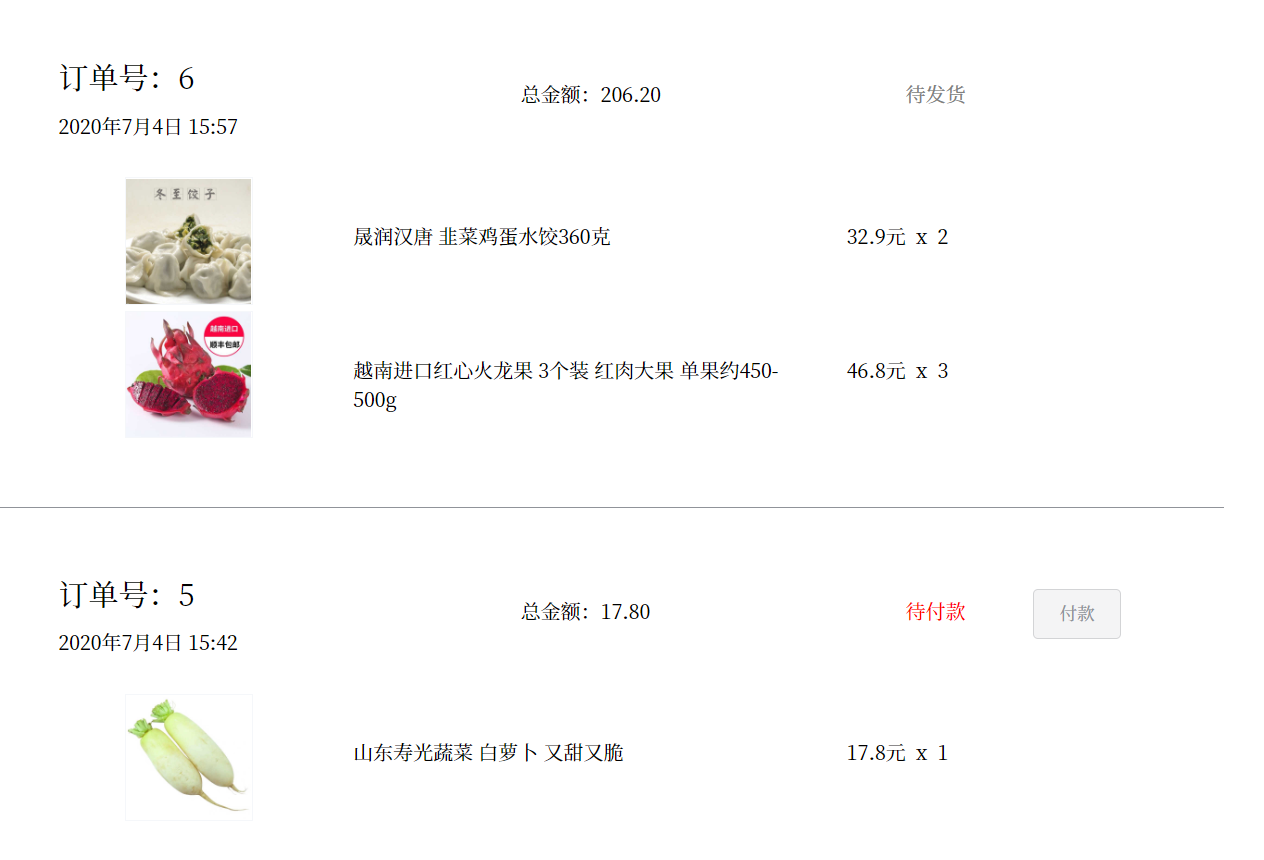 订单号：6
总金额：206.20
待发货
2020年7月4日 15:57
冬至饺子
晟润汉唐 韭菜鸡蛋水饺360克
32.9元 x 2
越南进口
顺丰包邮
越南进口红心火龙果 3个装 红肉大果 单果约450-
500g
46.8元 x 3
订单号：5
总金额：17.80
待付款
付款
2020年7月4日 15:42
山东寿光蔬菜 白萝卜 又甜又脆
17.8元 x 1